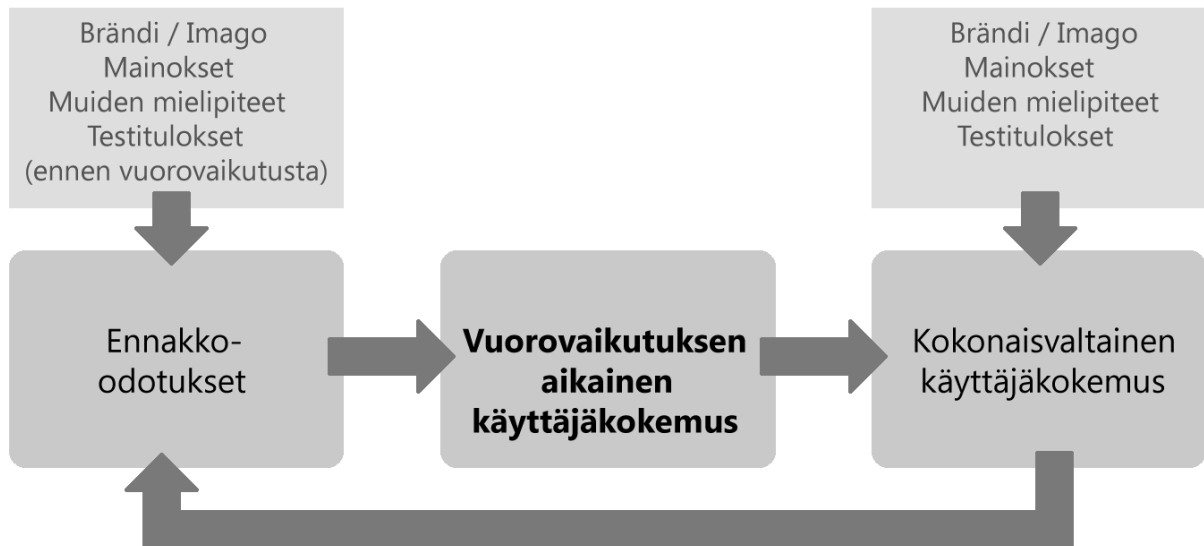 Brändi / Imago
Mainokset
Muiden mielipiteet
Testitulokset
(ennen vuorovaikutusta)
Brändi / Imago
Mainokset
Muiden mielipiteet
Testitulokset
Ennakko-
odotukset
Vuorovaikutuksen
aikainen
käyttäjäkokemus
Kokonaisvaltainen
käyttäjäkokemus